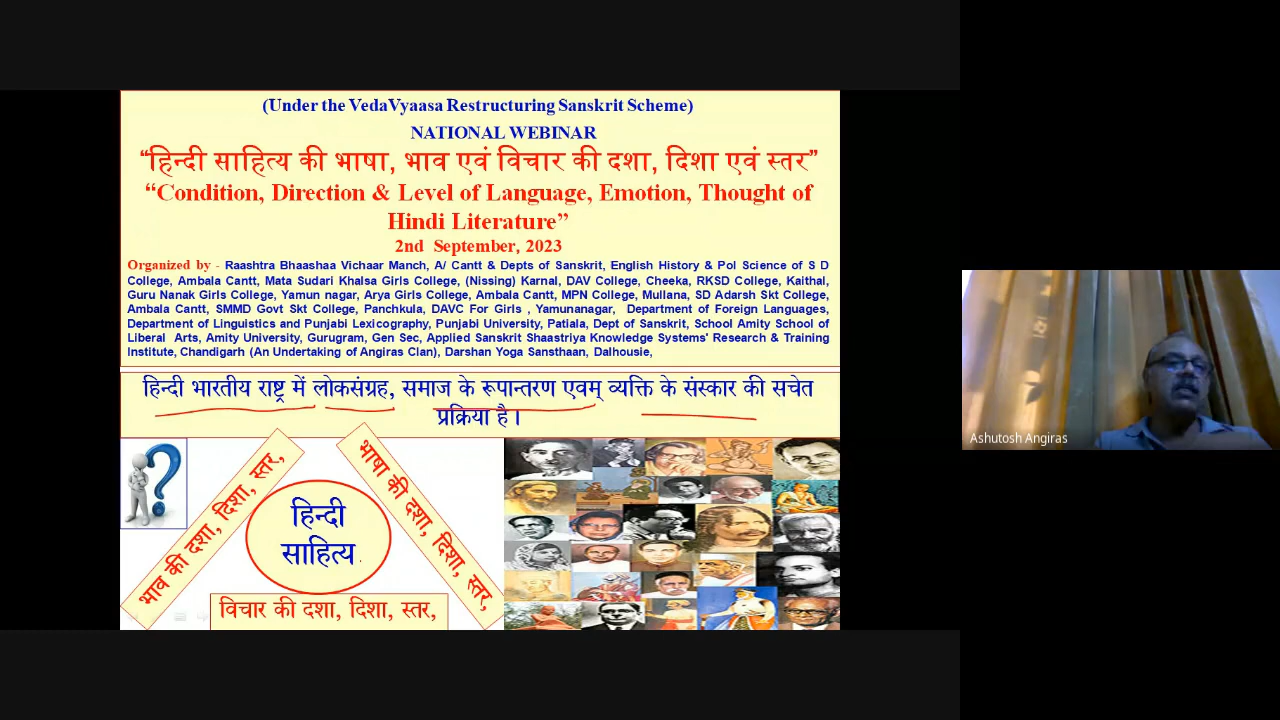 (Under the VedaVyaasa Restructuring Sanskrit Scheme)
NATIONAL WEBINAR
“हिन्दी साहित्य की भाषा, भाव एवं विचार की दशा, दिशा एवं स्तर”
“Condition, Direction & Level of Language, Emotion, Thought of
Hindi Literature”
2nd September, 2023
Organized by - Raashtra Bhaashaa Vichaar Manch, A/ Cantt & Depts of Sanskrit, English History & Pol Science of S D
College, Ambala Cantt, Mata Sudari Khalsa Girls College, (Nissing) Karnal, DAV College, Cheeka, RKSD College, Kaithal,
Guru Nanak Girls College, Yamun nagar, Arya Girls College, Ambala Cantt, MPN College, Mullana, SD Adarsh Skt College,
Ambala Cantt, SMMD Govt Skt College, Panchkula, DAVC For Girls , Yamunanagar, Department of Foreign Languages,
Department of Linguistics and Punjabi Lexicography, Punjabi University, Patiala, Dept of Sanskrit, School Amity School of
Liberal Arts, Amity University, Gurugram, Gen Sec, Applied Sanskrit Shaastriya Knowledge Systems' Research & Training
Institute, Chandigarh (An Undertaking of Angiras Clan), Darshan Yoga Sansthaan, Dalhousie,
हिन्दी भारतीय राष्ट्र में लोकसंग्रह, समाज के रूपान्तरण एवम् व्यक्ति के संस्कार की सचेत
प्रक्रिया है।
भाव की दशा, दिशा, स्तर,
भाषा की दशा, दिशा, स्तर,
हिन्दी
साहित्य
विचार की दशा, दिशा, स्तर,
Ashutosh Angiras